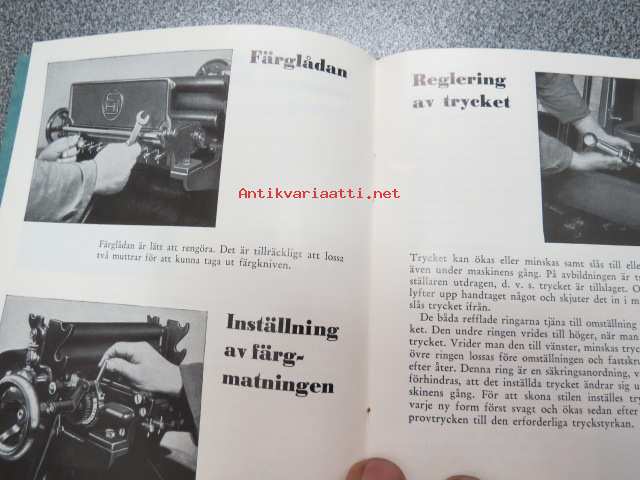 Färglådan
Färglådan är lätt att rengöra. Det är tillräckligt att lossa
två muttrar för att kunna taga ut färgkniven.
Inställning
av färg-
matningen
Reglering
av trycket
Trycket kan ökas eller minskas samt slås till elle
även under maskinens gång. På avbildningen är
ställaren utdragen, d. v. s. trycket är tillslaget. O
lyfter upp handtaget något och skjuter det in i m
slås trycket ifrån.
De båda refflade ringarna tjäna till omställning
ket. Den undre ringen vrides till höger, när man
trycket. Vrider man den till vänster, minskas tryc
övre ringen lossas före omställningen och fastskr
efter åter. Denna ring är en säkringsanordning, va
förhindras, att det inställda trycket ändrar sig u
skinens gång. För att skona stilen inställes try
varje ny form först svagt och ökas sedan efter
provtrycken till den erforderliga tryckstyrkan.
Antikvariaatti.net